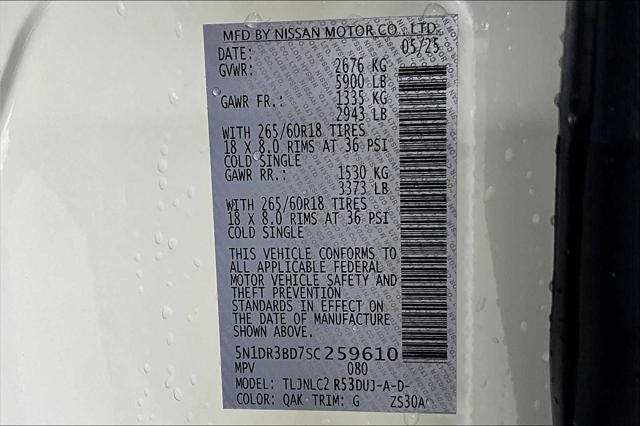 MFD BY NISSAN MOTOR CO., LTD.
DATE: 05/25
GVWR: 2676 KG
5900 LB
GAWR FR.: 1335 KG
2943 LB
WITH 265/60R18 TIRES
18 X 8.0 RIMS AT 36 PSI
COLD SINGLE
GAWR RR.: 1530 KG
3373 LB
WITH 265/60R18 TIRES
18 X 8.0 RIMS AT 36 PSI
COLD SINGLE
THIS VEHICLE CONFORMS TO
ALL APPLICABLE FEDERAL
MOTOR VEHICLE SAFETY AND
THEFT PREVENTION
STANDARDS IN EFFECT ON
THE DATE OF MANUFACTURE
SHOWN ABOVE.
5N1DR3BD7SC259610
MPV 080
MODEL: TLJNLC2 R53DUJ-A-D-
COLOR: QAK TRIM: G ZS30A